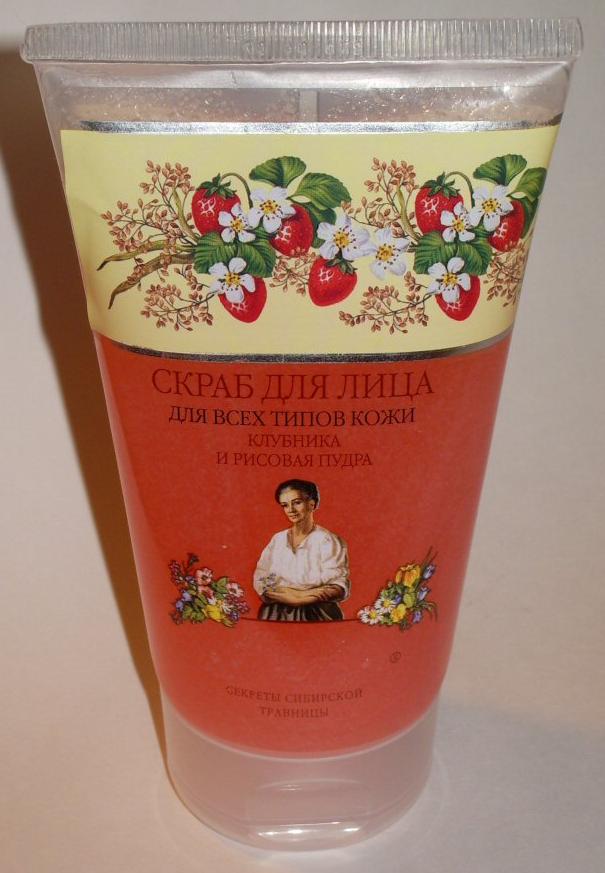 СКРАБ ДЛЯ ЛИЦА
ДЛЯ ВСЕХ ТИПОВ КОЖИ
КЛУБНИКА
И РИСОВАЯ ПУДРА
СЕКРЕТЫ СИБИРСКОЙ
ТРАВНИЦЫ